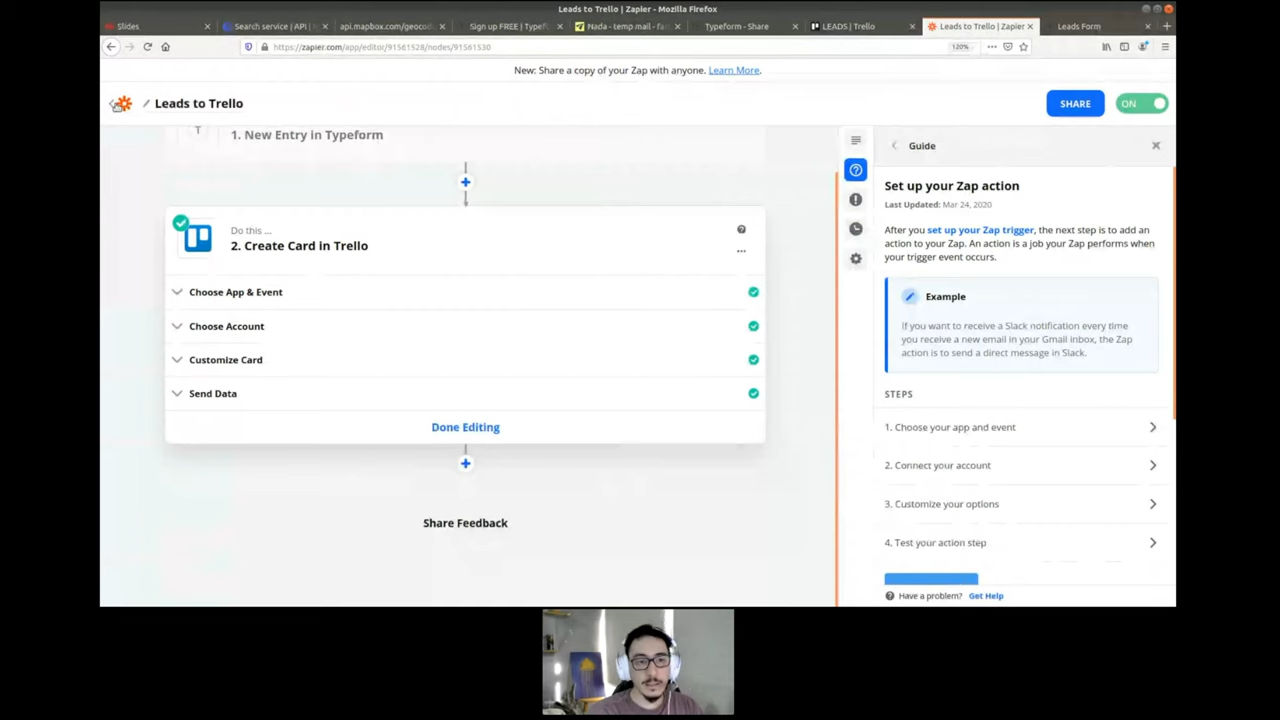 Leads to Trello | Zapier - Mozilla Firefox
Slides
Search service | API |
api.mapbox.com/geocod
Sign up FREE | Typef
Nada - temp mail - fas
Typeform - Share
LEADS | Trello
Leads to Trello | Zapier
Leads Form
https://zapier.com/app/editor/91561528/nodes/91561530
120%
New: Share a copy of your Zap with anyone. Learn More.
Leads to Trello
SHARE
ON
T
1. New Entry in Typeform
Do this ...
2. Create Card in Trello
Choose App & Event
Choose Account
Customize Card
Send Data
Done Editing
Share Feedback
Guide
Set up your Zap action
Last Updated: Mar 24, 2020
After you set up your Zap trigger, the next step is to add an
action to your Zap. An action is a job your Zap performs when
your trigger event occurs.
Example
If you want to receive a Slack notification every time
you receive a new email in your Gmail inbox, the Zap
action is to send a direct message in Slack.
STEPS
1. Choose your app and event
2. Connect your account
3. Customize your options
4. Test your action step
Have a problem? Get Help